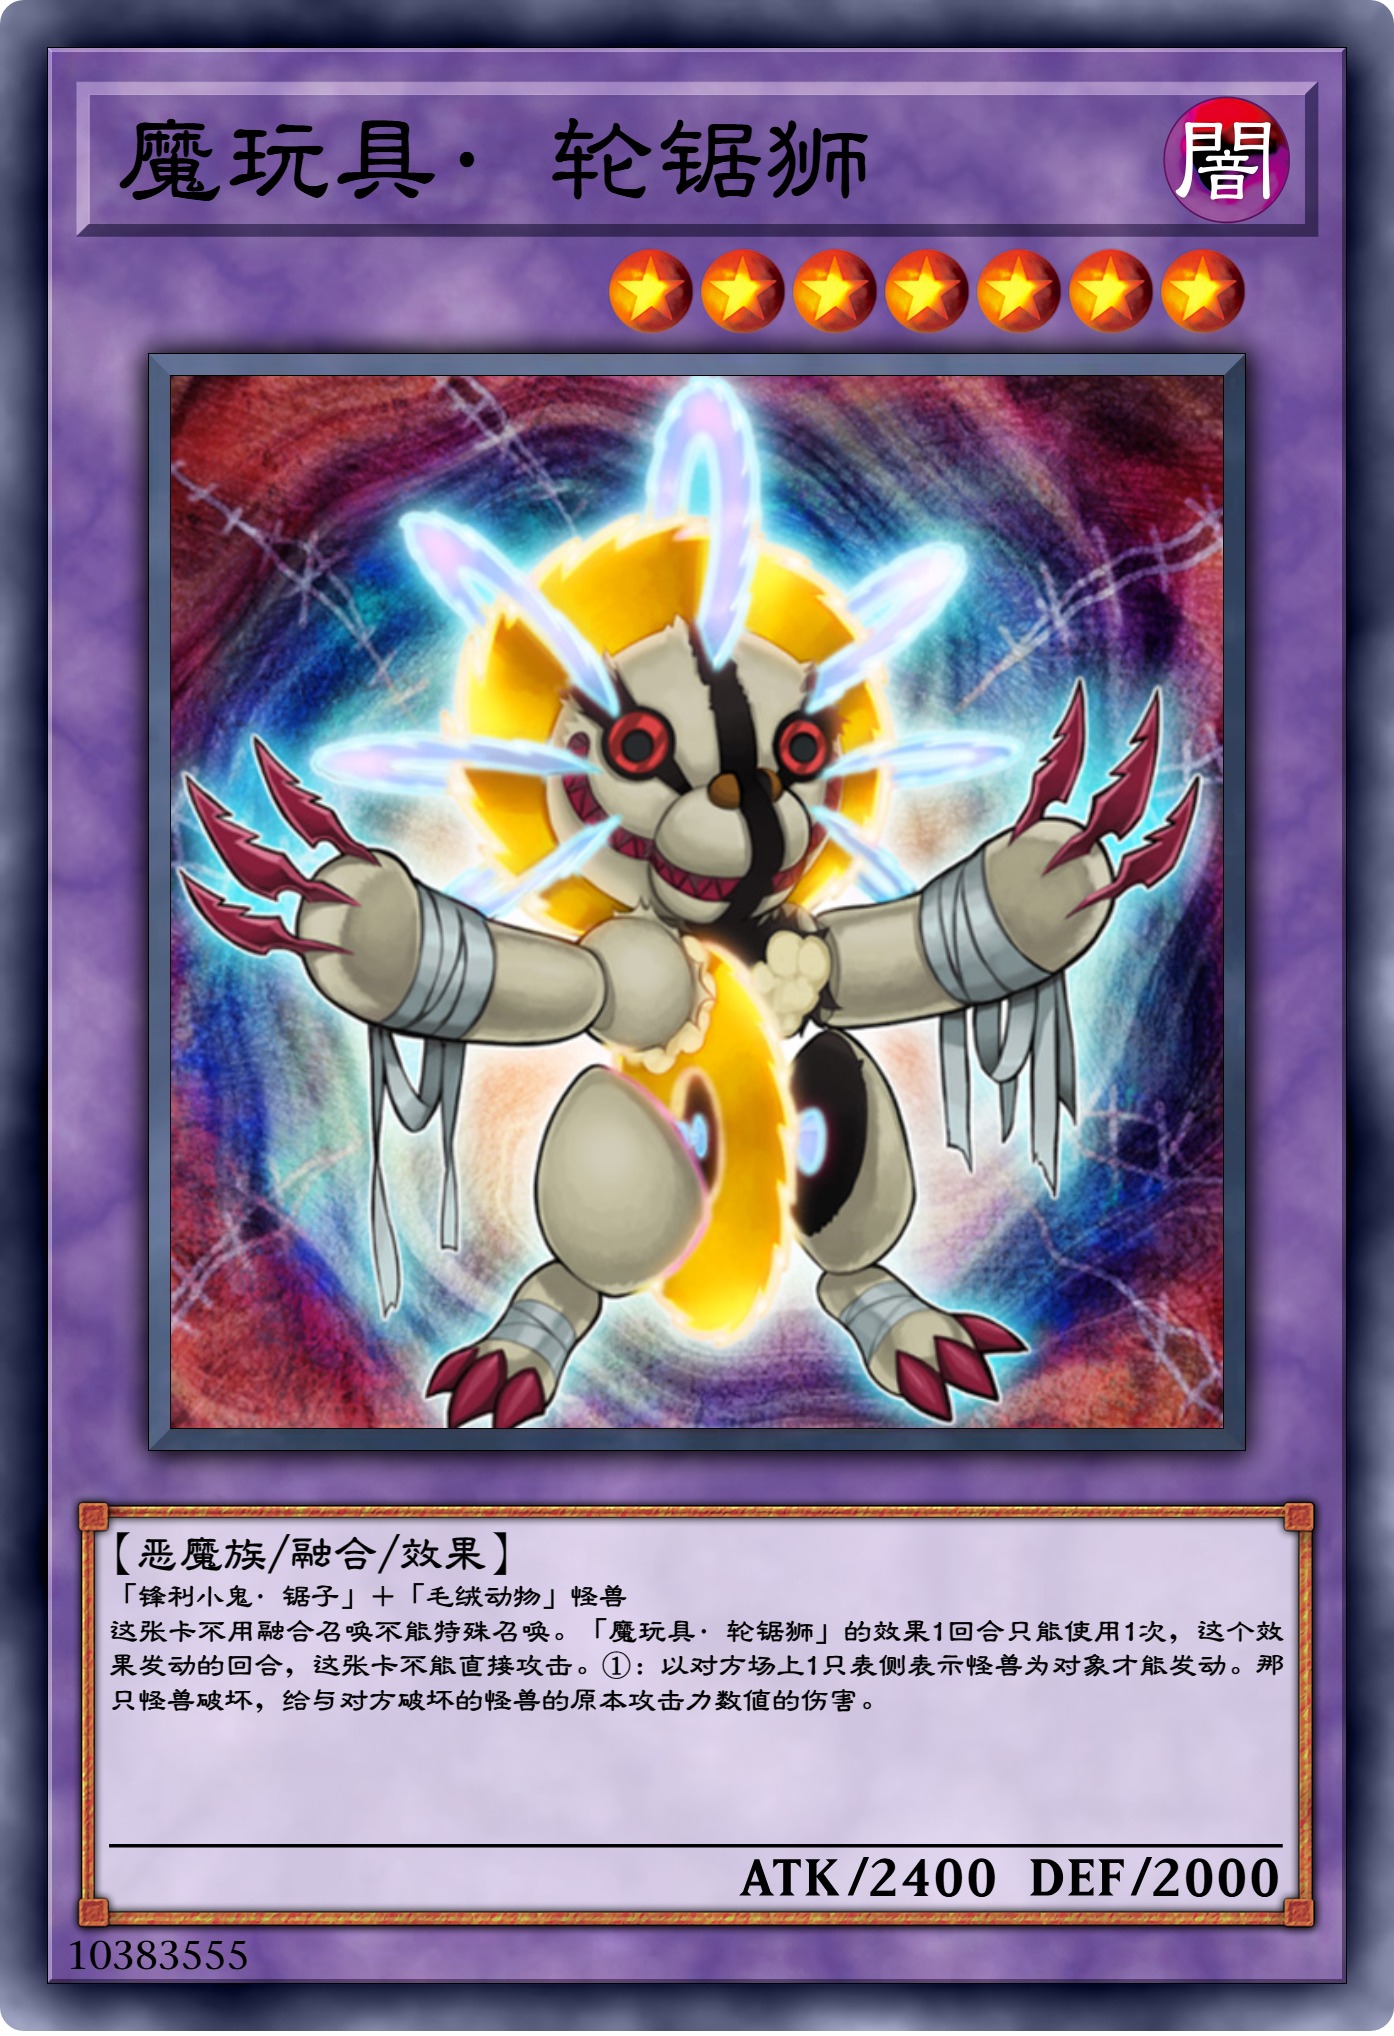 魔玩具·轮锯狮
闇
【恶魔族/融合/效果】
「锋利小鬼·锯子」＋「毛绒动物」怪兽
这张卡不用融合召唤不能特殊召唤。「魔玩具·轮锯狮」的效果1回合只能使用1次，这个效
果发动的回合，这张卡不能直接攻击。①：以对方场上1只表侧表示怪兽为对象才能发动。那
只怪兽破坏，给与对方破坏的怪兽的原本攻击力数值的伤害。
ATK/2400 DEF/2000
10383555